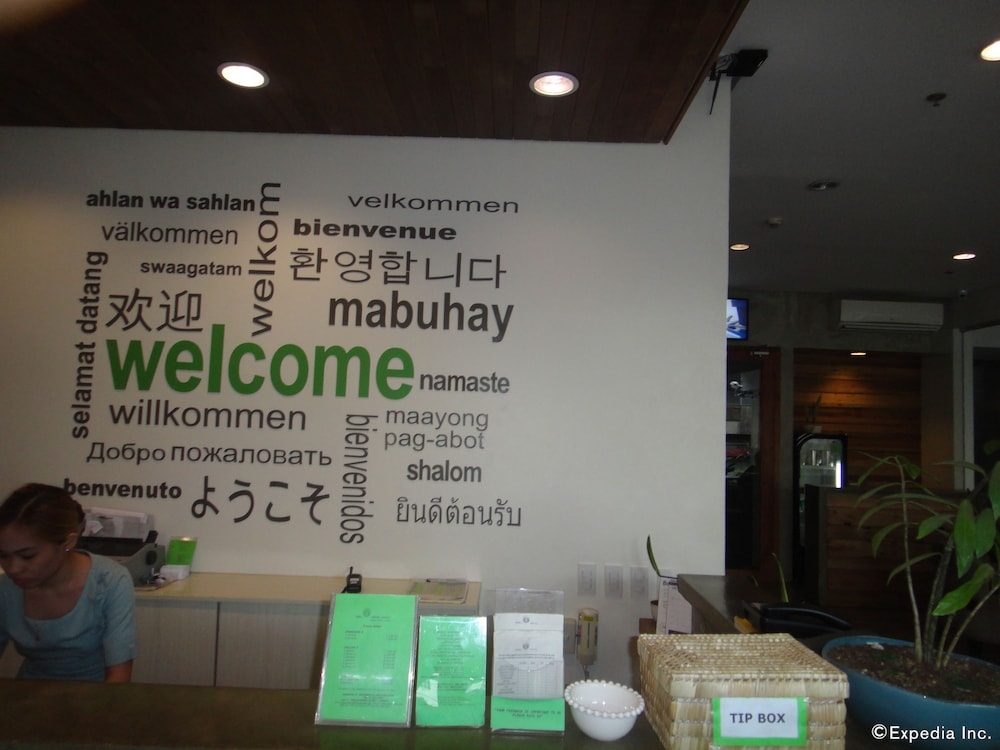 ahlan wa sahlan
velkommen
välkommen
welkom
bienvenue
swaagatam
환영합니다
selamat datang
欢迎
mabuhay
welcome
namaste
willkommen
bienvenidos
maayong
pag-abot
Добро пожаловать
shalom
benvenuto
ようこそ
ยินดีต้อนรับ
TIP BOX
©Expedia Inc.